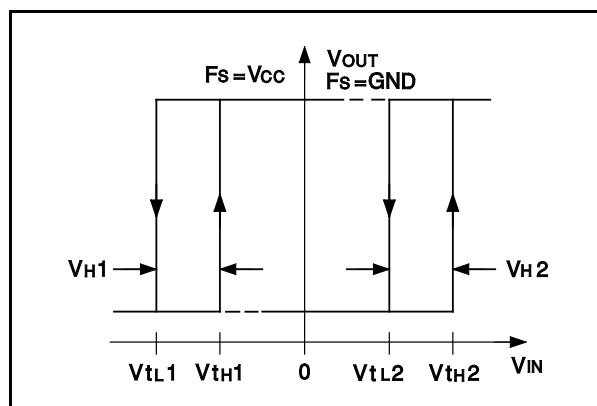 VOUT
Fs=VCC Fs=GND
VH1 VH2
VtL1 VtH1 0 VtL2 VtH2 VIN